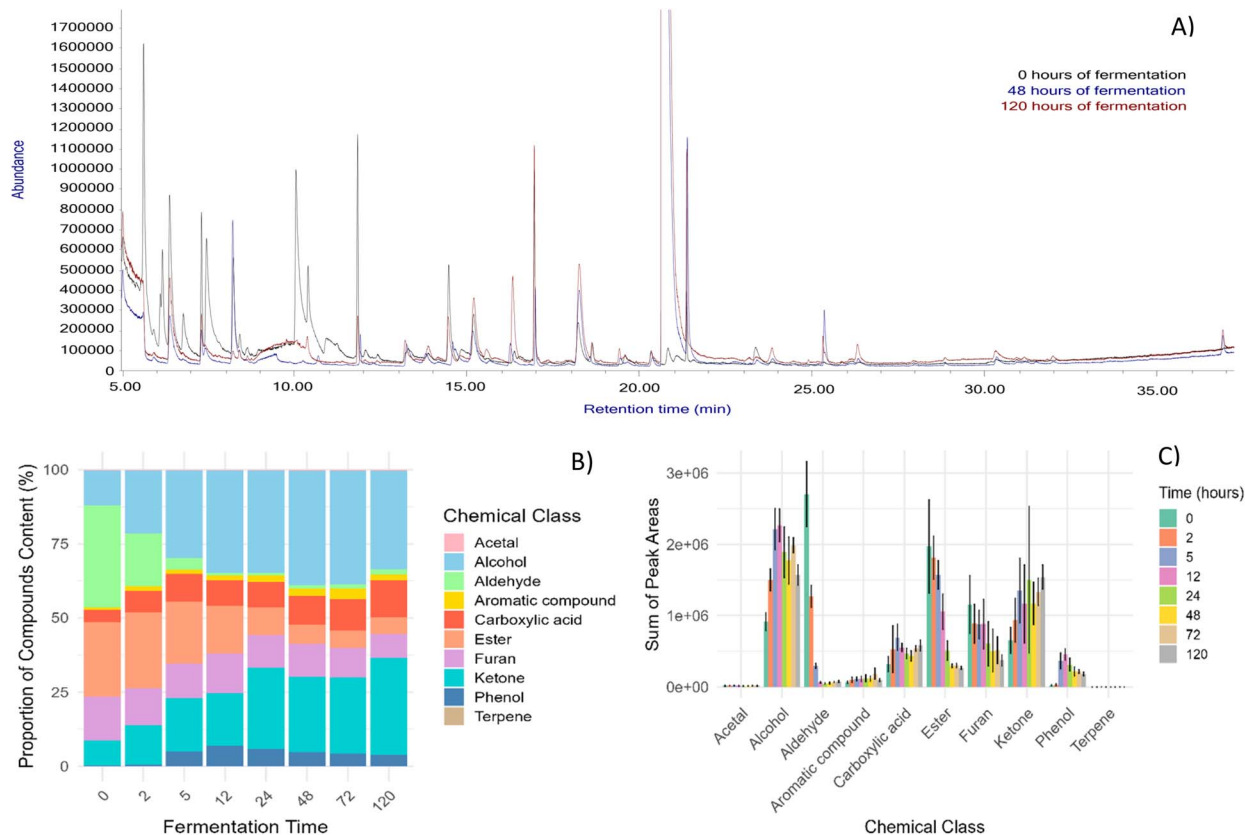 A)
1700000
1600000
1500000
1400000
1300000
1200000
1100000
1000000
900000
800000
700000
600000
500000
400000
300000
200000
100000
0
Abundance
0 hours of fermentation
48 hours of fermentation
120 hours of fermentation
5.00 10.00 15.00 20.00 25.00 30.00 35.00
Retention time (min)
B)
100
75
50
25
0
Proportion of Compounds Content (%)
0 2 5 12 24 48 72 120
Fermentation Time
Chemical Class
Acetal
Alcohol
Aldehyde
Aromatic compound
Carboxylic acid
Ester
Furan
Ketone
Phenol
Terpene
C)
3e+06
2e+06
1e+06
0e+00
Sum of Peak Areas
Acetal
Alcohol
Aldehyde
Aromatic compound
Carboxylic acid
Ester
Furan
Ketone
Phenol
Terpene
Chemical Class
Time (hours)
0
2
5
12
24
48
72
120